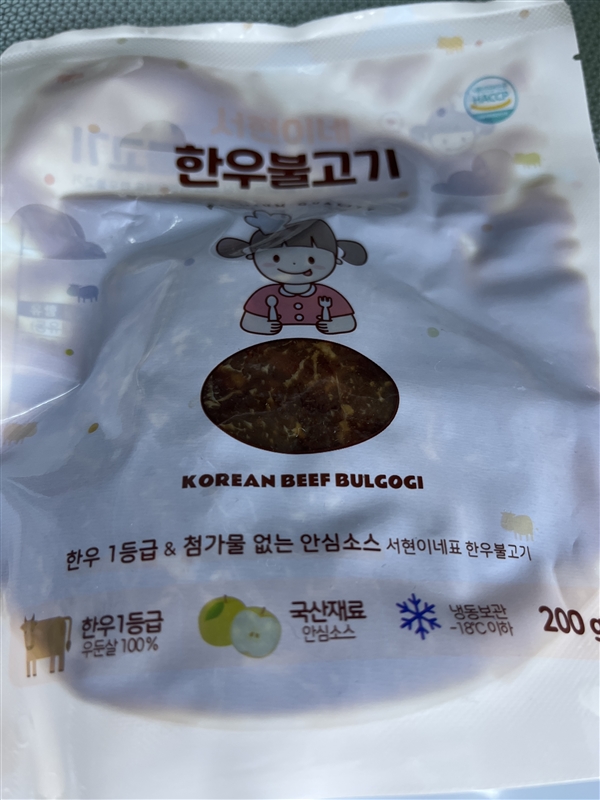 HACCP
한우불고기
KOREAN BEEF BULGOGI
한우 1등급 & 첨가물 없는 안심소스 서현이네표 한우불고기
한우1등급
우둔살 100%
국산재료
안심소스
냉동보관
-18℃ 이하
200g